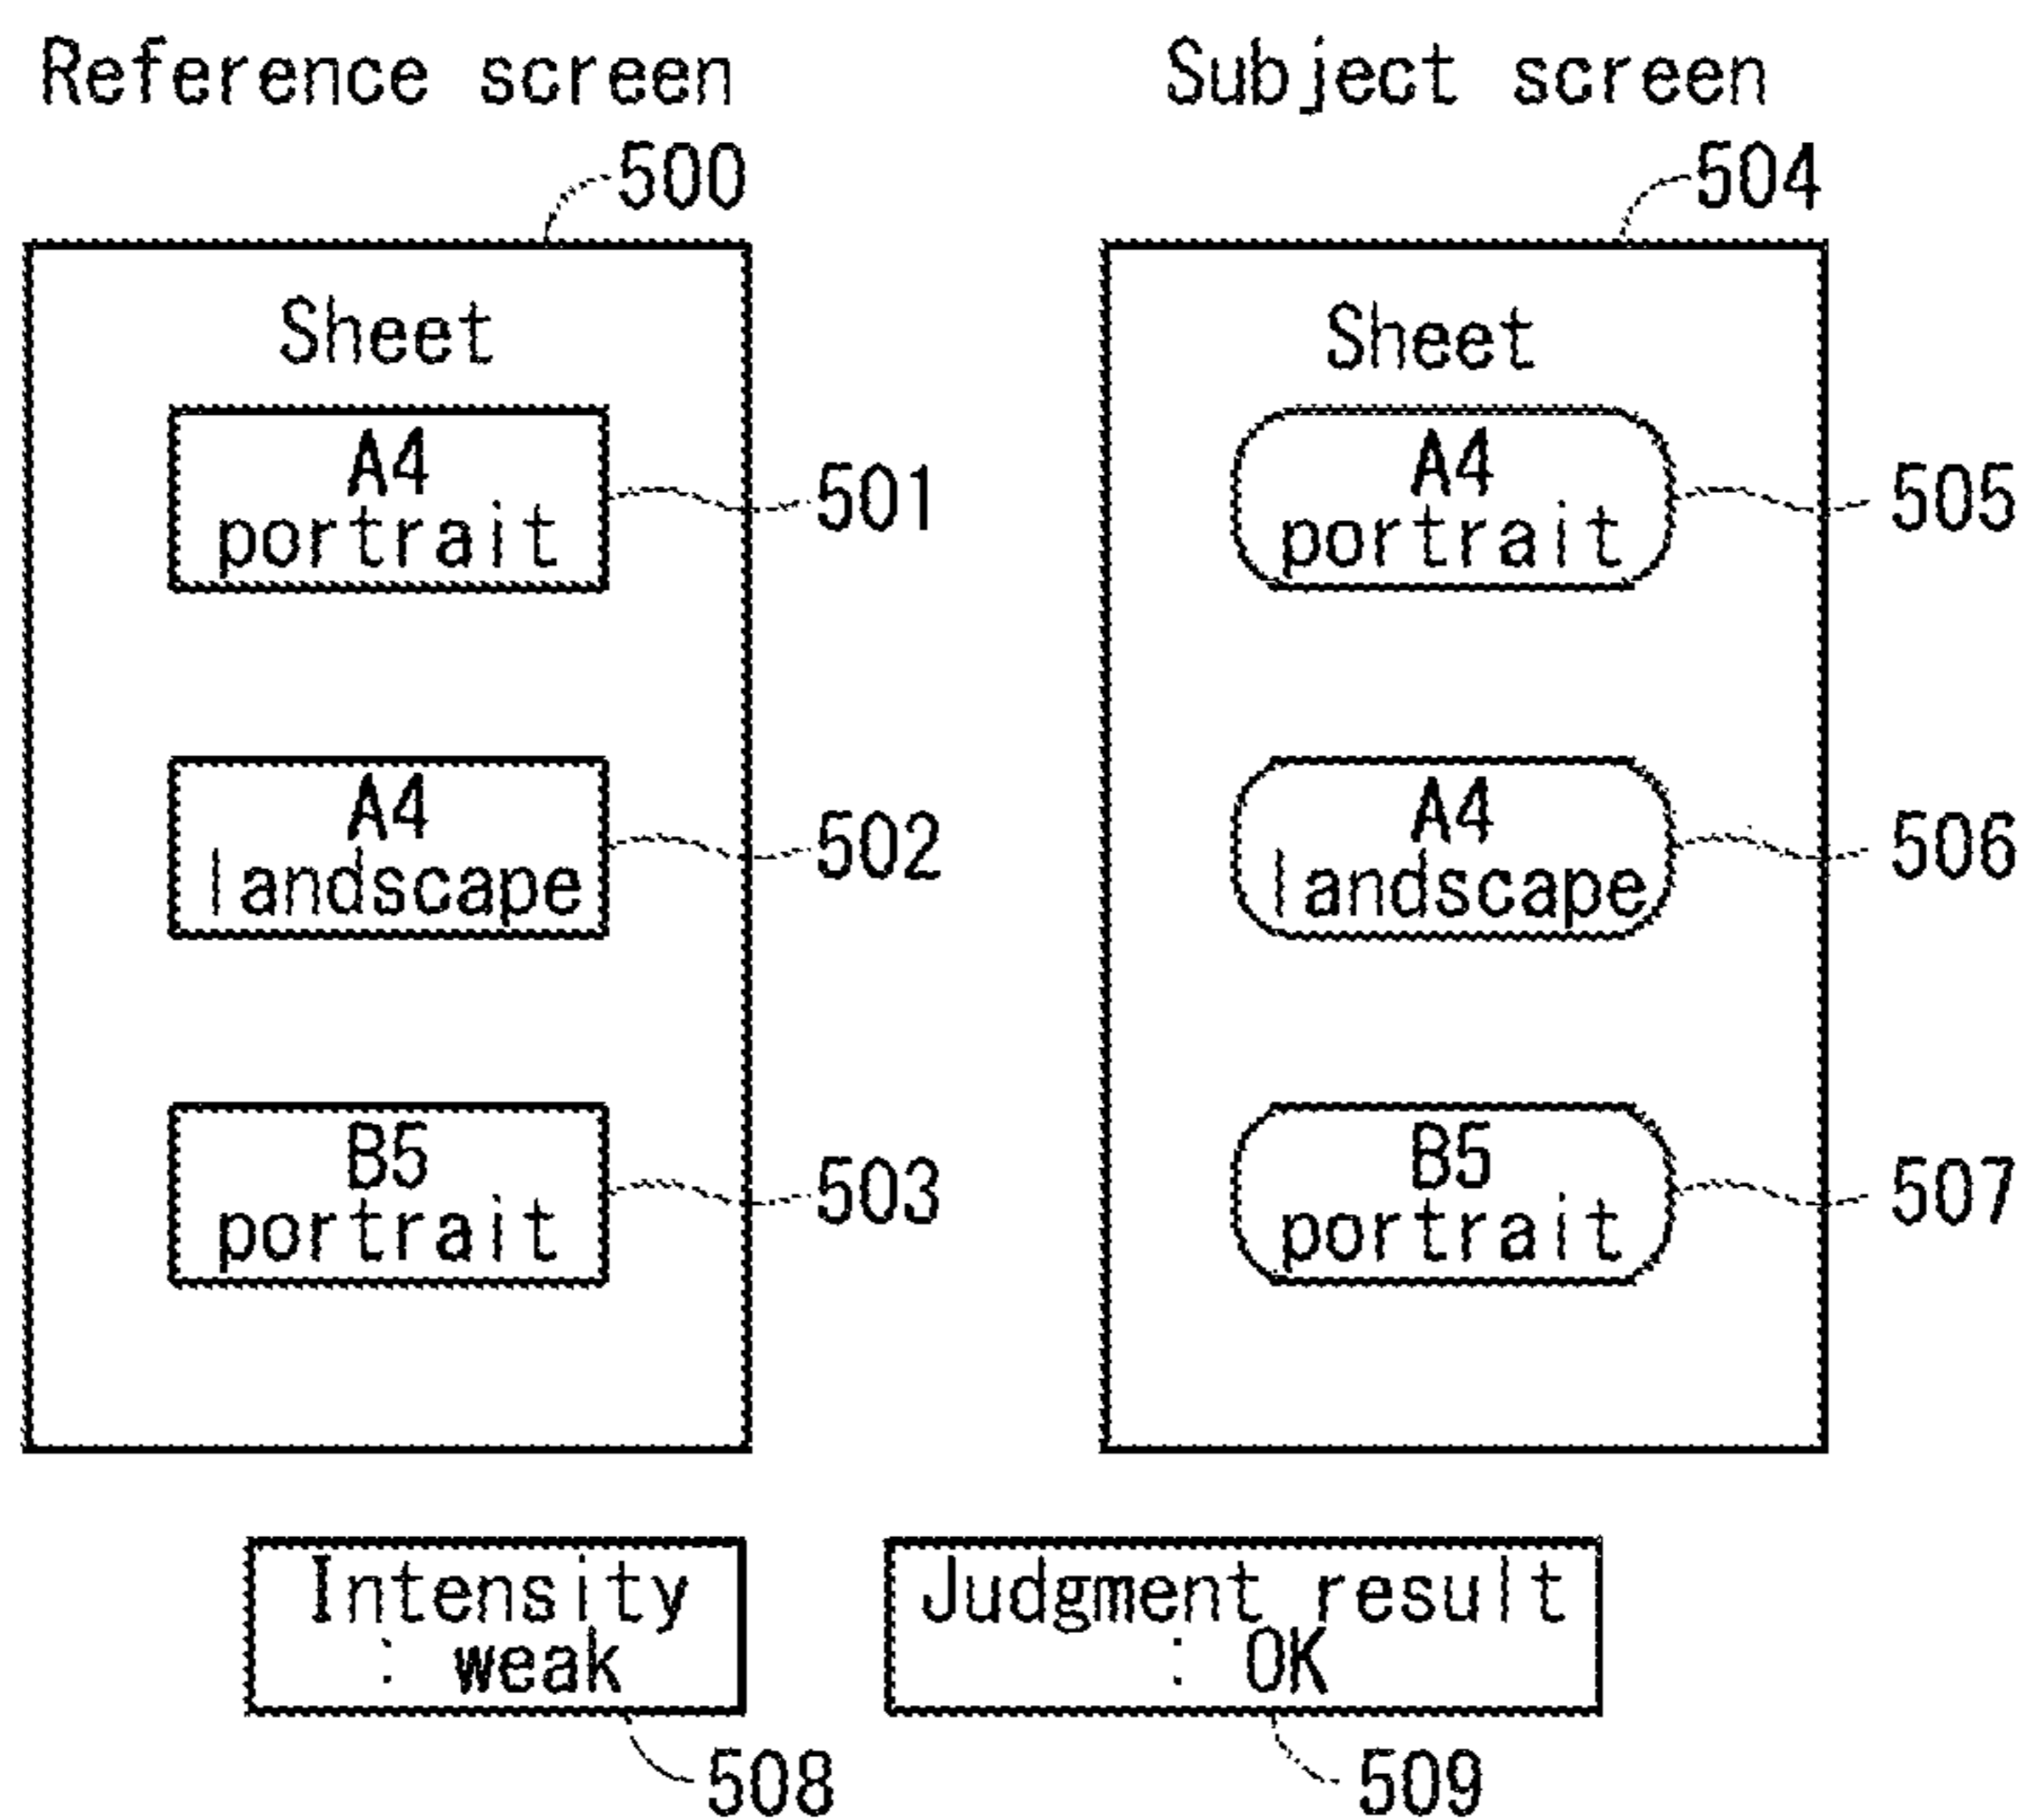 Reference screen
500
Sheet
A4
portrait
501
A4
landscape
502
B5
portrait
503
Subject screen
504
Sheet
A4
portrait
505
A4
landscape
506
B5
portrait
507
Intensity
: weak
508
Judgment result
: OK
509